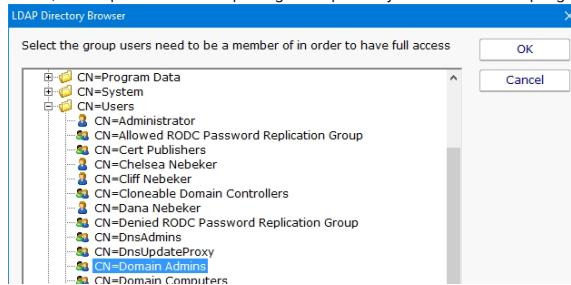 LDAP Directory Browser
Select the group users need to be a member of in order to have full access
OK
Cancel
CN=Program Data
CN=System
CN=Users
CN=Administrator
CN=Allowed RODC Password Replication Group
CN=Cert Publishers
CN=Chelsea Nebeker
CN=Cliff Nebeker
CN=Cloneable Domain Controllers
CN=Dana Nebeker
CN=Denied RODC Password Replication Group
CN=DnsAdmins
CN=DnsUpdateProxy
CN=Domain Admins
CN=Domain Computers